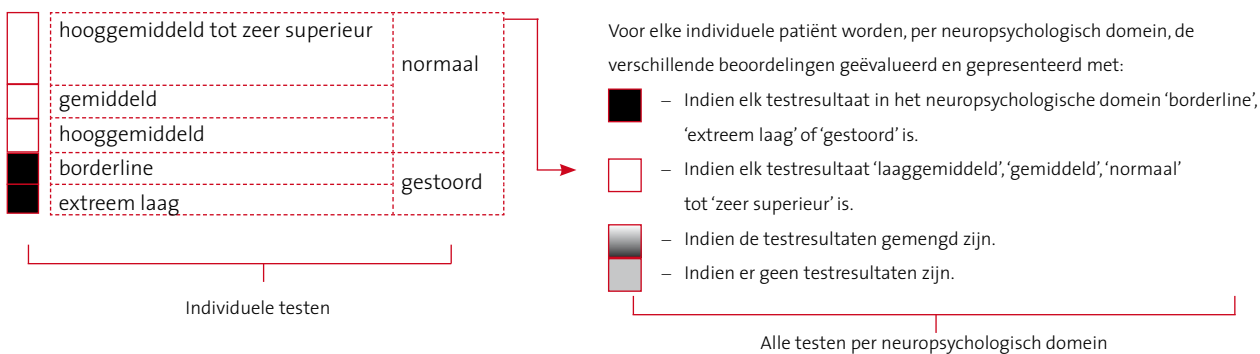 hooggemiddeld tot zeer superieur
normaal
gemiddeld
hooggemiddeld
borderline
gestoord
extreem laag
Individuele testen
Voor elke individuele patiënt worden, per neuropsychologisch domein, de
verschillende beoordelingen geëvalueerd en gepresenteerd met:
– Indien elk testresultaat in het neuropsychologische domein ‘borderline’,
‘extreem laag’ of ‘gestoord’ is.
– Indien elk testresultaat ‘laaggemiddeld’, ‘gemiddeld’, ‘normaal’
tot ‘zeer superieur’ is.
– Indien de testresultaten gemengd zijn.
– Indien er geen testresultaten zijn.
Alle testen per neuropsychologisch domein